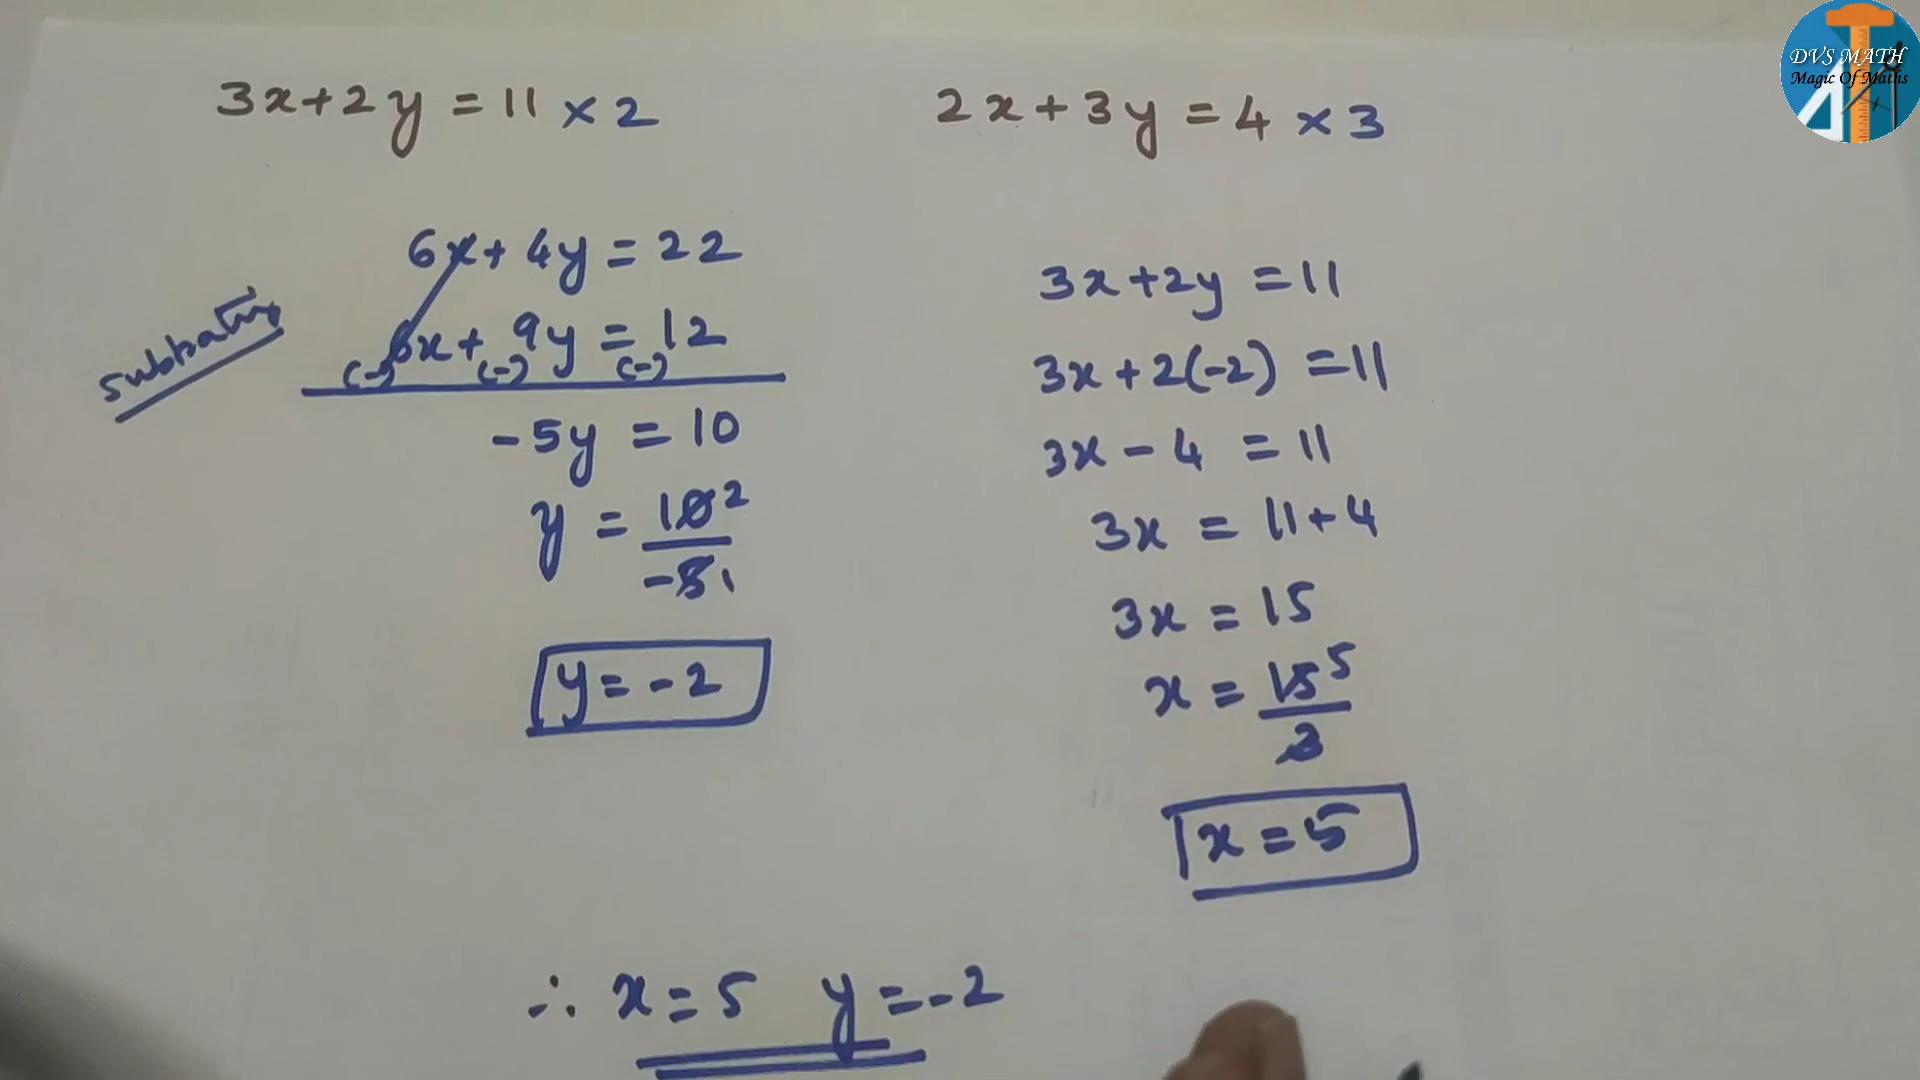 3x+2y = 11 × 2
2x+3y = 4 × 3
6x+ 4y = 22
6x+ 9y = 12
(-) (-) (-)
-5y = 10
y = 10 2 / -5 1
y = -2
3x+2y = 11
3x+2(-2) = 11
3x - 4 = 11
3x = 11+4
3x = 15
x = 15 5 / 3
x = 5
∴ x = 5 y = -2
DVS MATH
Magic Of Maths